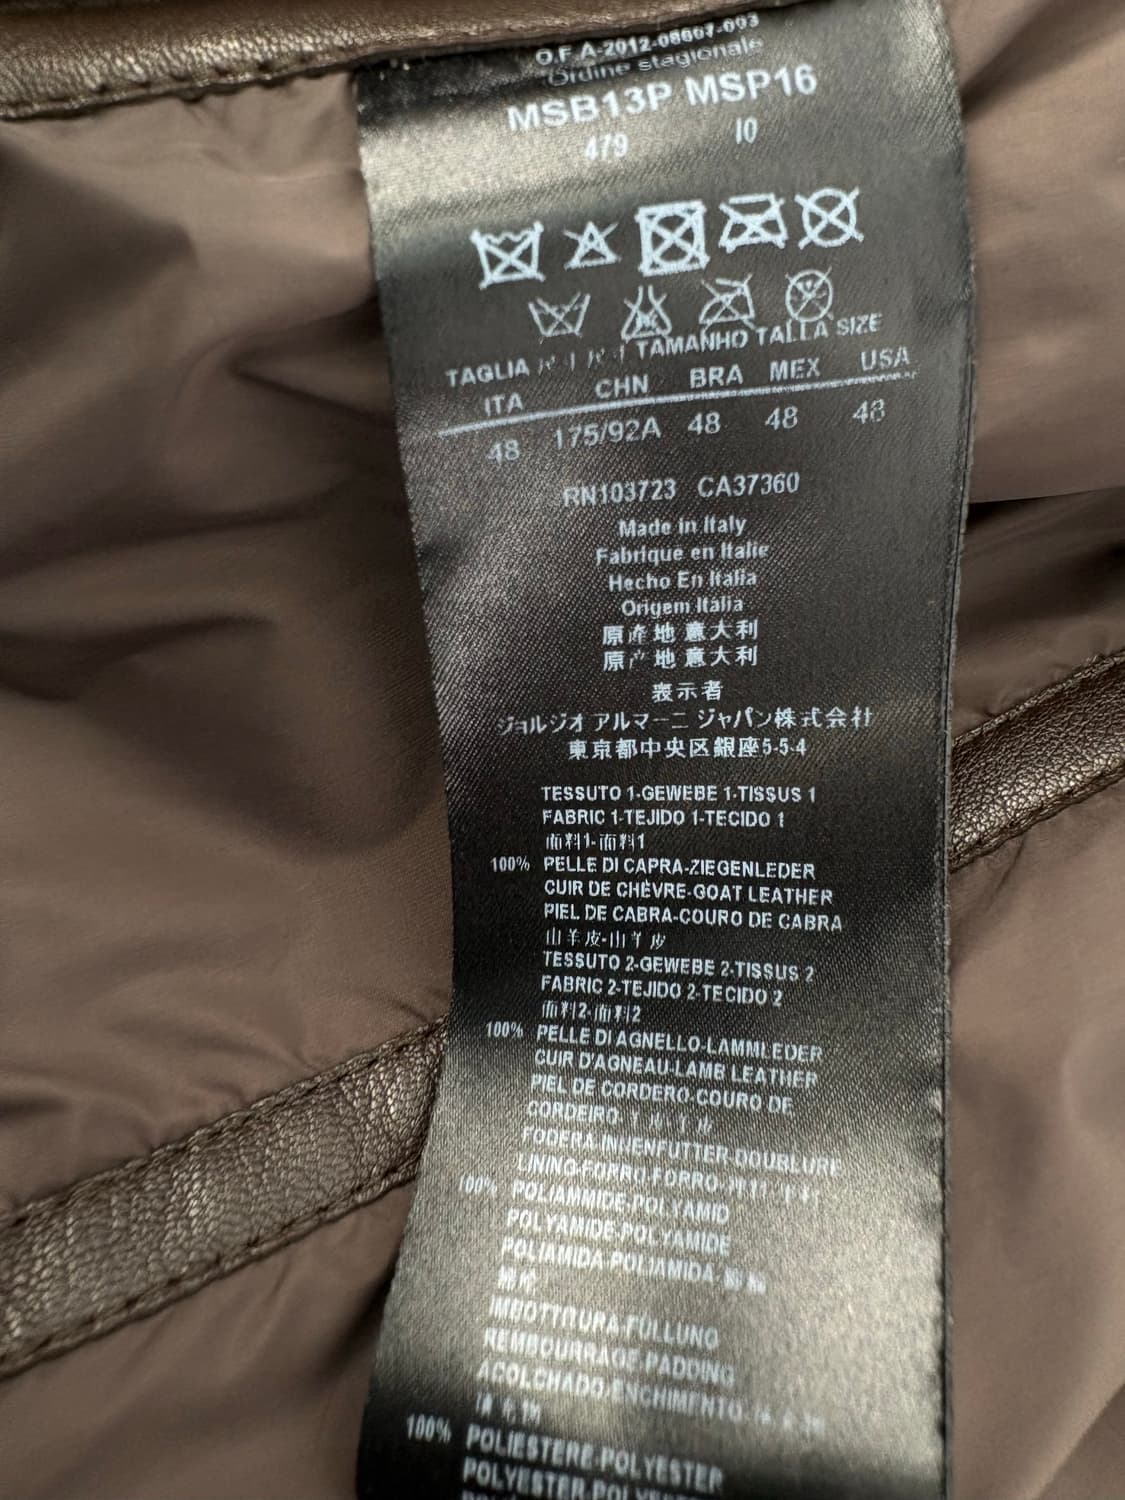 O.F.A-2012-08607-003
Ordine stagionale
MSB13P MSP16
479 IO
TAGLIA TAMANHO TALLA SIZE
ITA CHN BRA MEX USA
48 175/92A 48 48 48
RN103723 CA37360
Made in Italy
Fabrique en Italie
Hecho En Italia
Origem Italia
原產地 意大利
原产地 意大利
表示者
ジョルジオ アルマーニ ジャパン株式会社
東京都中央区銀座5-5-4
TESSUTO 1-GEWEBE 1-TISSUS 1
FABRIC 1-TEJIDO 1-TECIDO 1
面料1-面料1
100% PELLE DI CAPRA-ZIEGENLEDER
CUIR DE CHÈVRE-GOAT LEATHER
PIEL DE CABRA-COURO DE CABRA
山羊皮-山羊皮
TESSUTO 2-GEWEBE 2-TISSUS 2
FABRIC 2-TEJIDO 2-TECIDO 2
面料2-面料2
100% PELLE DI AGNELLO-LAMMLEDER
CUIR D'AGNEAU-LAMB LEATHER
PIEL DE CORDERO-COURO DE
CORDEIRO
FODERA-INNENFUTTER-DOUBLURE
LINING-FORRO-FORRO
100% POLIAMMIDE-POLYAMID
POLYAMIDE-POLYAMIDE
POLIAMIDA-POLIAMIDA
IMBOTTITURA-FÜLLUNG
REMBOURRAGE-PADDING
ACOLCHADO-ENCHIMENTO
100% POLIESTERE-POLYESTER
POLYESTER-POLYESTER